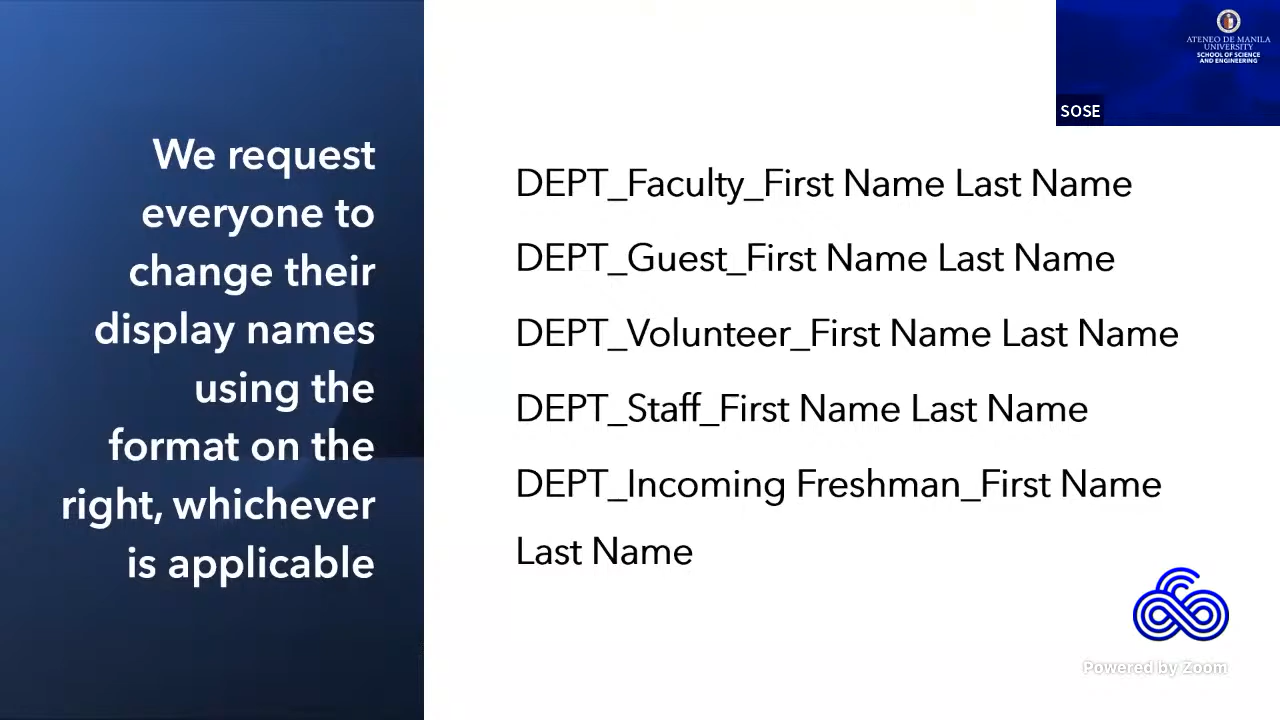 We request
everyone to
change their
display names
using the
format on the
right, whichever
is applicable
DEPT_Faculty_First Name Last Name
DEPT_Guest_First Name Last Name
DEPT_Volunteer_First Name Last Name
DEPT_Staff_First Name Last Name
DEPT_Incoming Freshman_First Name
Last Name
ATENEO DE MANILA
UNIVERSITY
SCHOOL OF SCIENCE
AND ENGINEERING
SOSE
Powered by Zoom